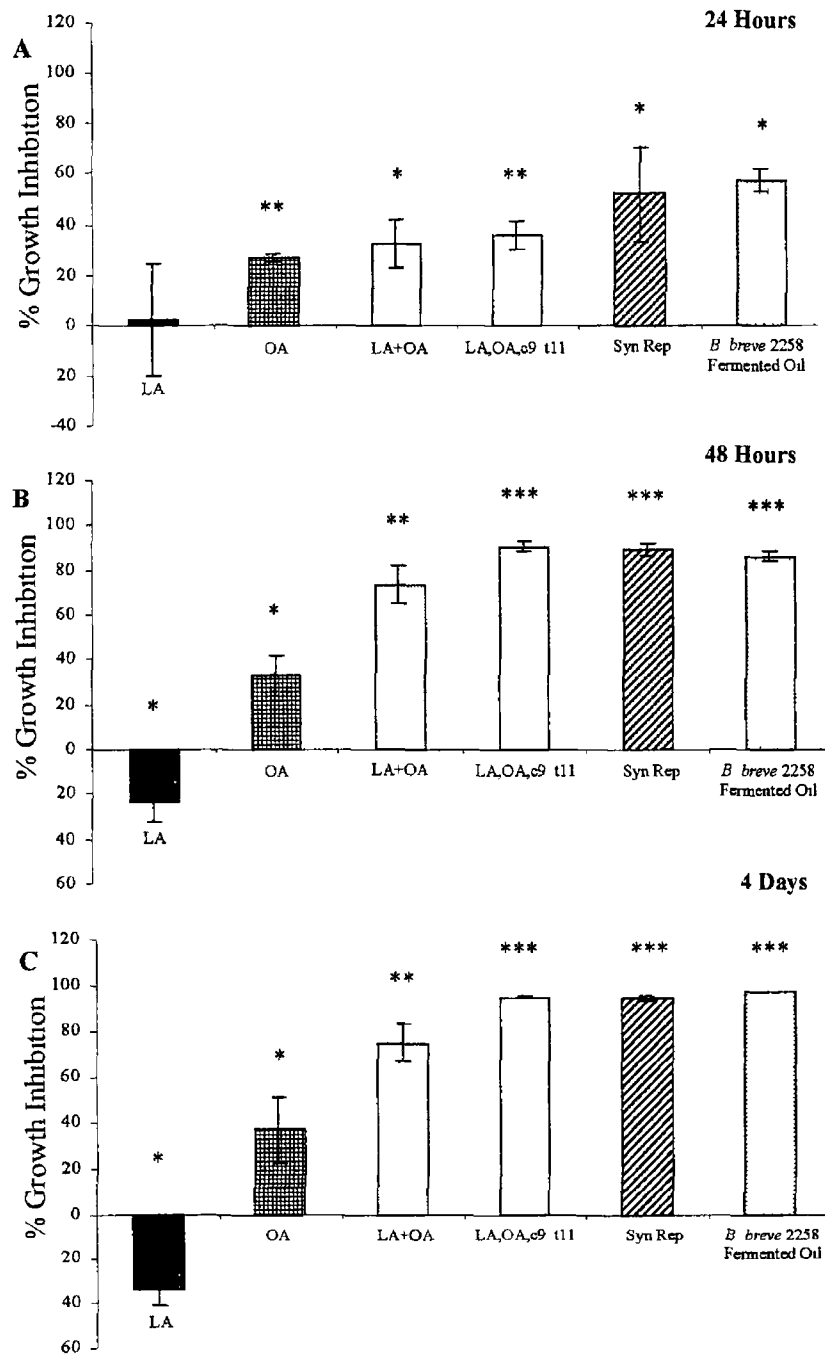 24 Hours
A
% Growth Inhibition
120
100
80
60
40
20
0
20
-40
*
**
*
**
*
*
LA
OA
LA+OA
LA,OA,c9 t11
Syn Rep
B breve 2258
Fermented Oil
48 Hours
B
% Growth Inhibition
120
100
80
60
40
20
0
20
40
60
*
*
**
***
***
***
LA
OA
LA+OA
LA,OA,c9 t11
Syn Rep
B breve 2258
Fermented Oil
4 Days
C
% Growth Inhibition
120
100
80
60
40
20
0
20
40
60
*
*
**
***
***
***
LA
OA
LA+OA
LA,OA,c9 t11
Syn Rep
B breve 2258
Fermented Oil